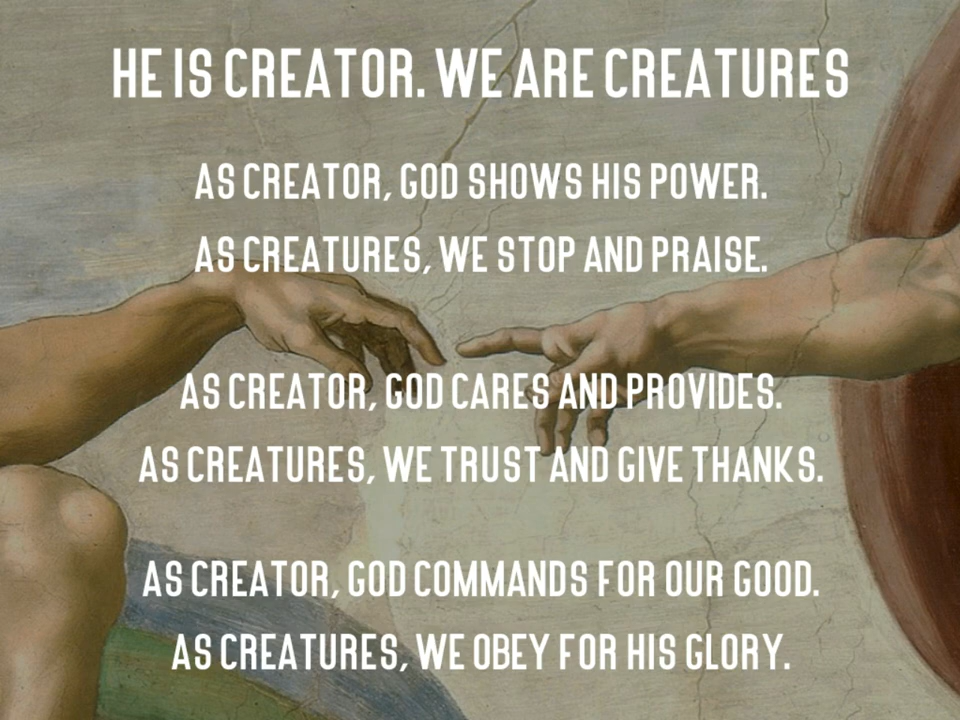 HE IS CREATOR. WE ARE CREATURES
AS CREATOR, GOD SHOWS HIS POWER.
AS CREATURES, WE STOP AND PRAISE.
AS CREATOR, GOD CARES AND PROVIDES.
AS CREATURES, WE TRUST AND GIVE THANKS.
AS CREATOR, GOD COMMANDS FOR OUR GOOD.
AS CREATURES, WE OBEY FOR HIS GLORY.